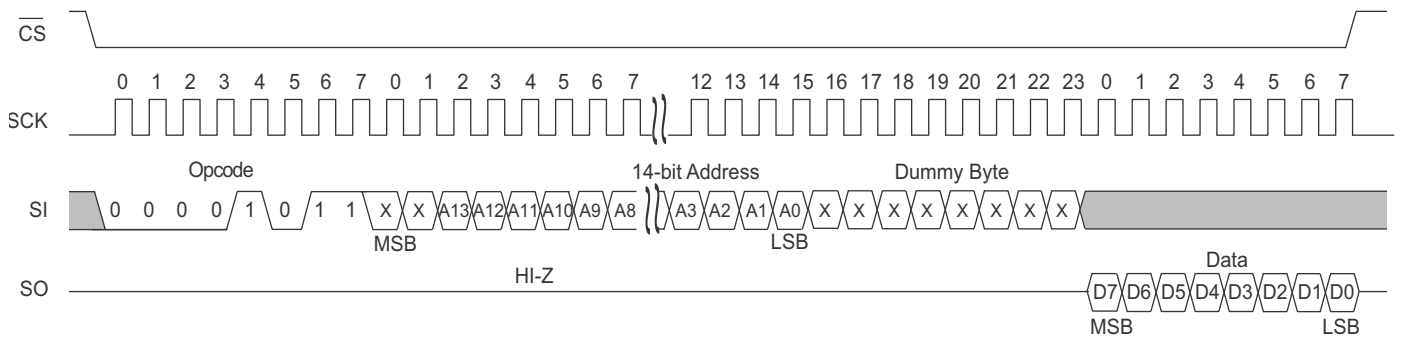 CS
0 1 2 3 4 5 6 7 0 1 2 3 4 5 6 7 12 13 14 15 16 17 18 19 20 21 22 23 0 1 2 3 4 5 6 7
SCK
Opcode 14-bit Address Dummy Byte
SI 0 0 0 0 1 0 1 1 X X A13 A12 A11 A10 A9 A8 A3 A2 A1 A0 X X X X X X X X
MSB LSB
HI-Z Data
SO D7 D6 D5 D4 D3 D2 D1 D0
MSB LSB